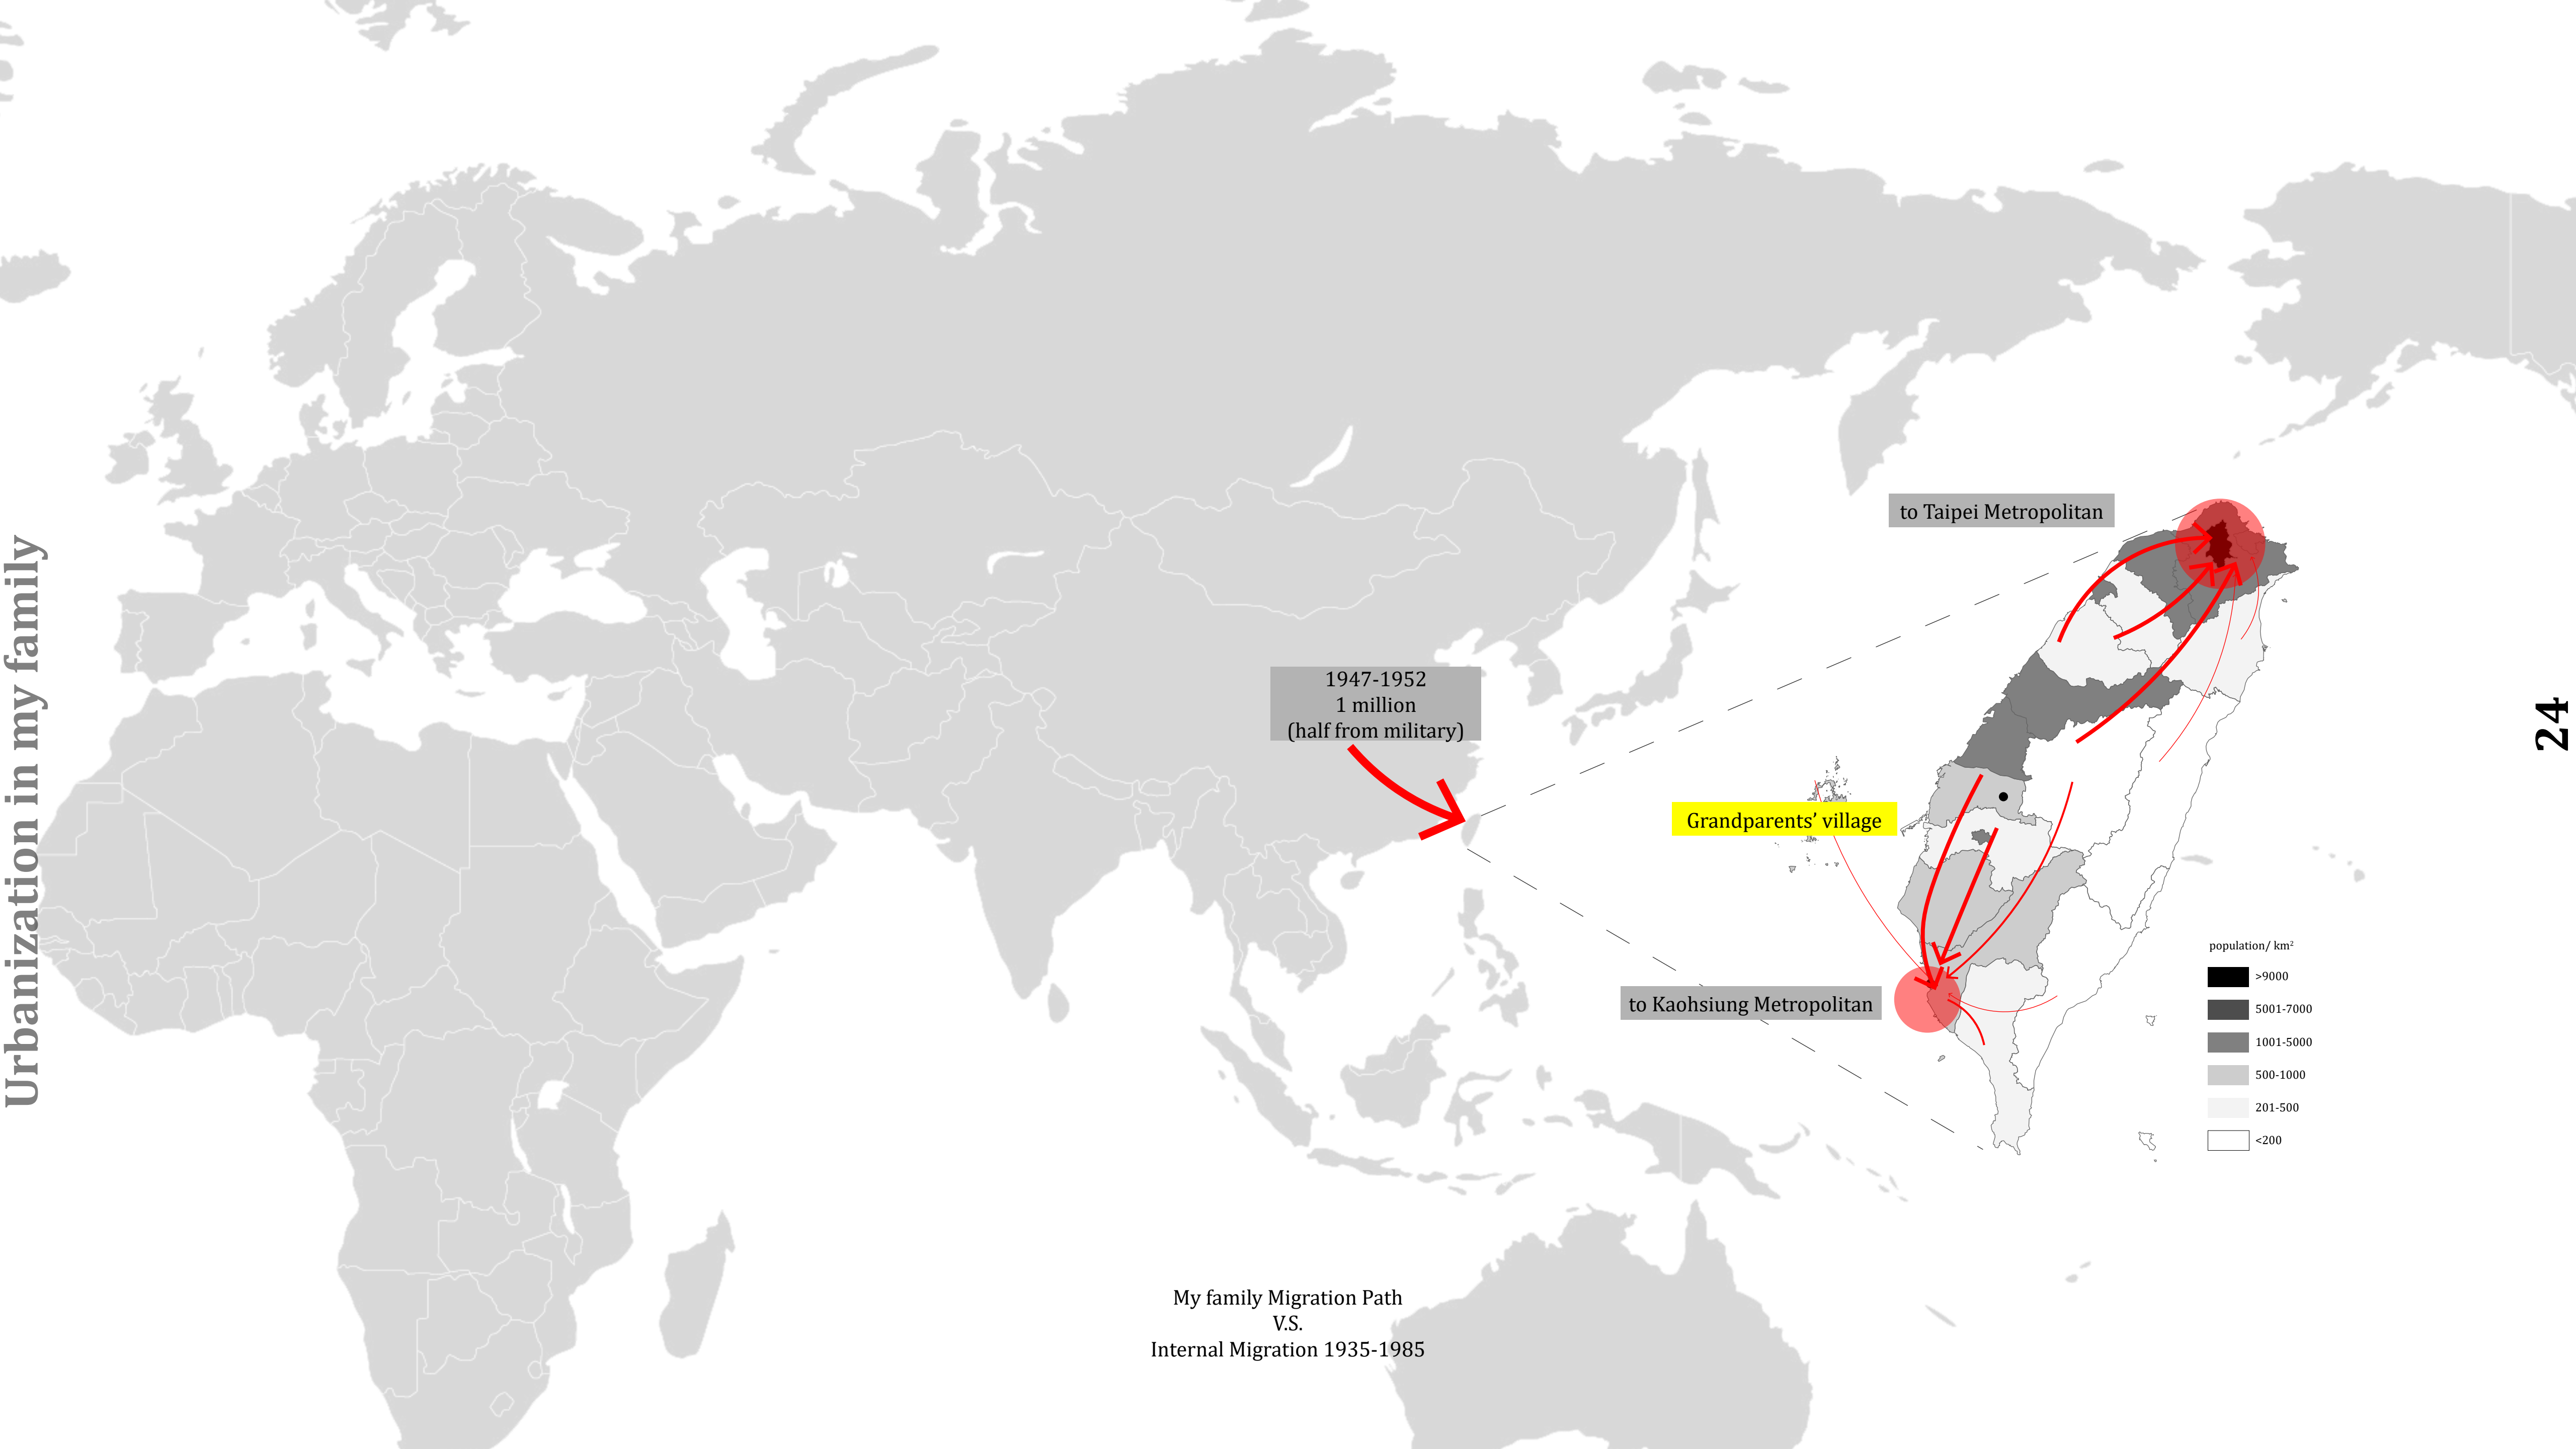 Urbanization in my family
to Taipei Metropolitan
1947-1952
1 million
(half from military)
Grandparents’ village
to Kaohsiung Metropolitan
population/ km²
>9000
5001-7000
1001-5000
500-1000
201-500
<200
My family Migration Path
V.S.
Internal Migration 1935-1985
24